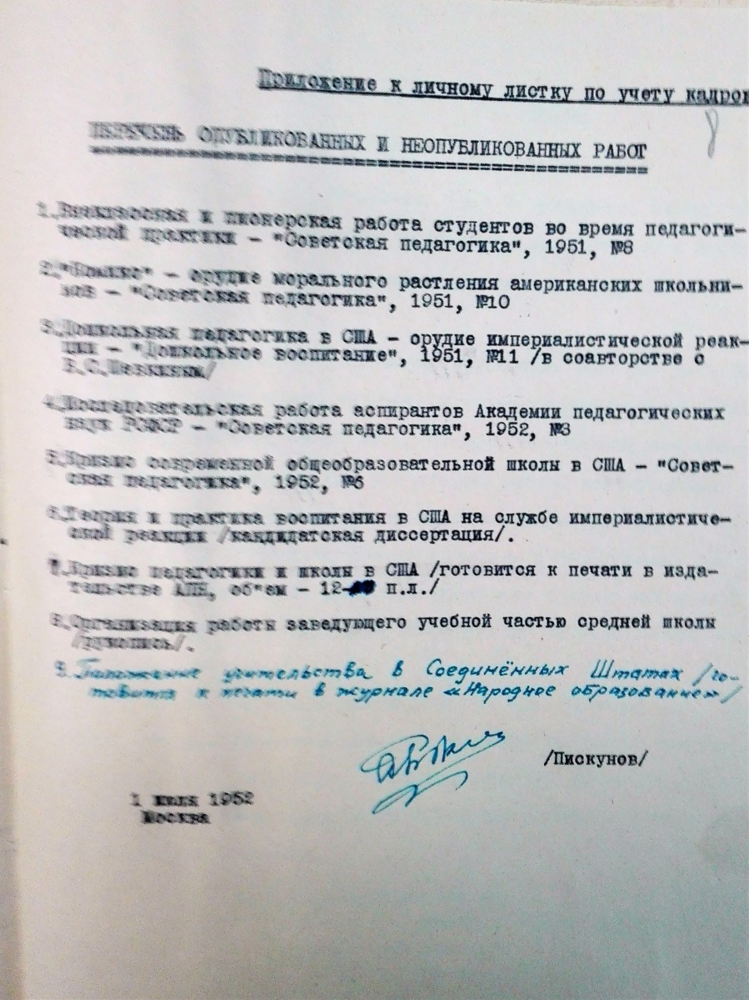 Приложение к личному листку по учету кадров
8
ПЕРЕЧЕНЬ ОПУБЛИКОВАННЫХ И НЕОПУБЛИКОВАННЫХ РАБОТ
1.Внеклассная и пионерская работа студентов во время педагоги-
ческой практики - "Советская педагогика", 1951, №8
2."Комикс" - орудие морального растления американских школьни-
ков - "Советская педагогика", 1951, №10
3.Дошкольная педагогика в США - орудие империалистической реак-
ции - "Дошкольное воспитание", 1951, №11 /в соавторстве с
4.Исследовательская работа аспирантов Академии педагогических
наук РСФСР - "Советская педагогика", 1952, №3
5.Кризис современной общеобразовательной школы в США - "Совет-
ская педагогика", 1952, №6
6.Теория и практика воспитания в США на службе империалистиче-
ской реакции /кандидатская диссертация/.
7.Кризис педагогики и школы в США /готовится к печати в изда-
тельстве АПН, об"ем - 12 п.л./
8.Организация работы заведующего учебной частью средней школы
/рукопись/.
9. Положение учительства в Соединённых Штатах /го-
товится к печати в журнале «Народное образование»/
/Пискунов/
1 июля 1952
Москва